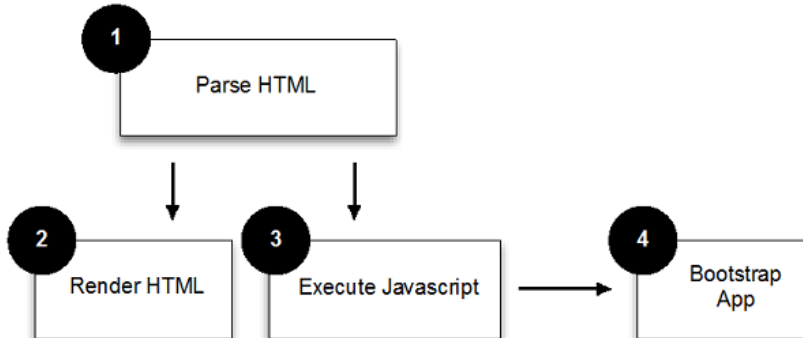 1
Parse HTML
2
Render HTML
3
Execute Javascript
4
Bootstrap
App